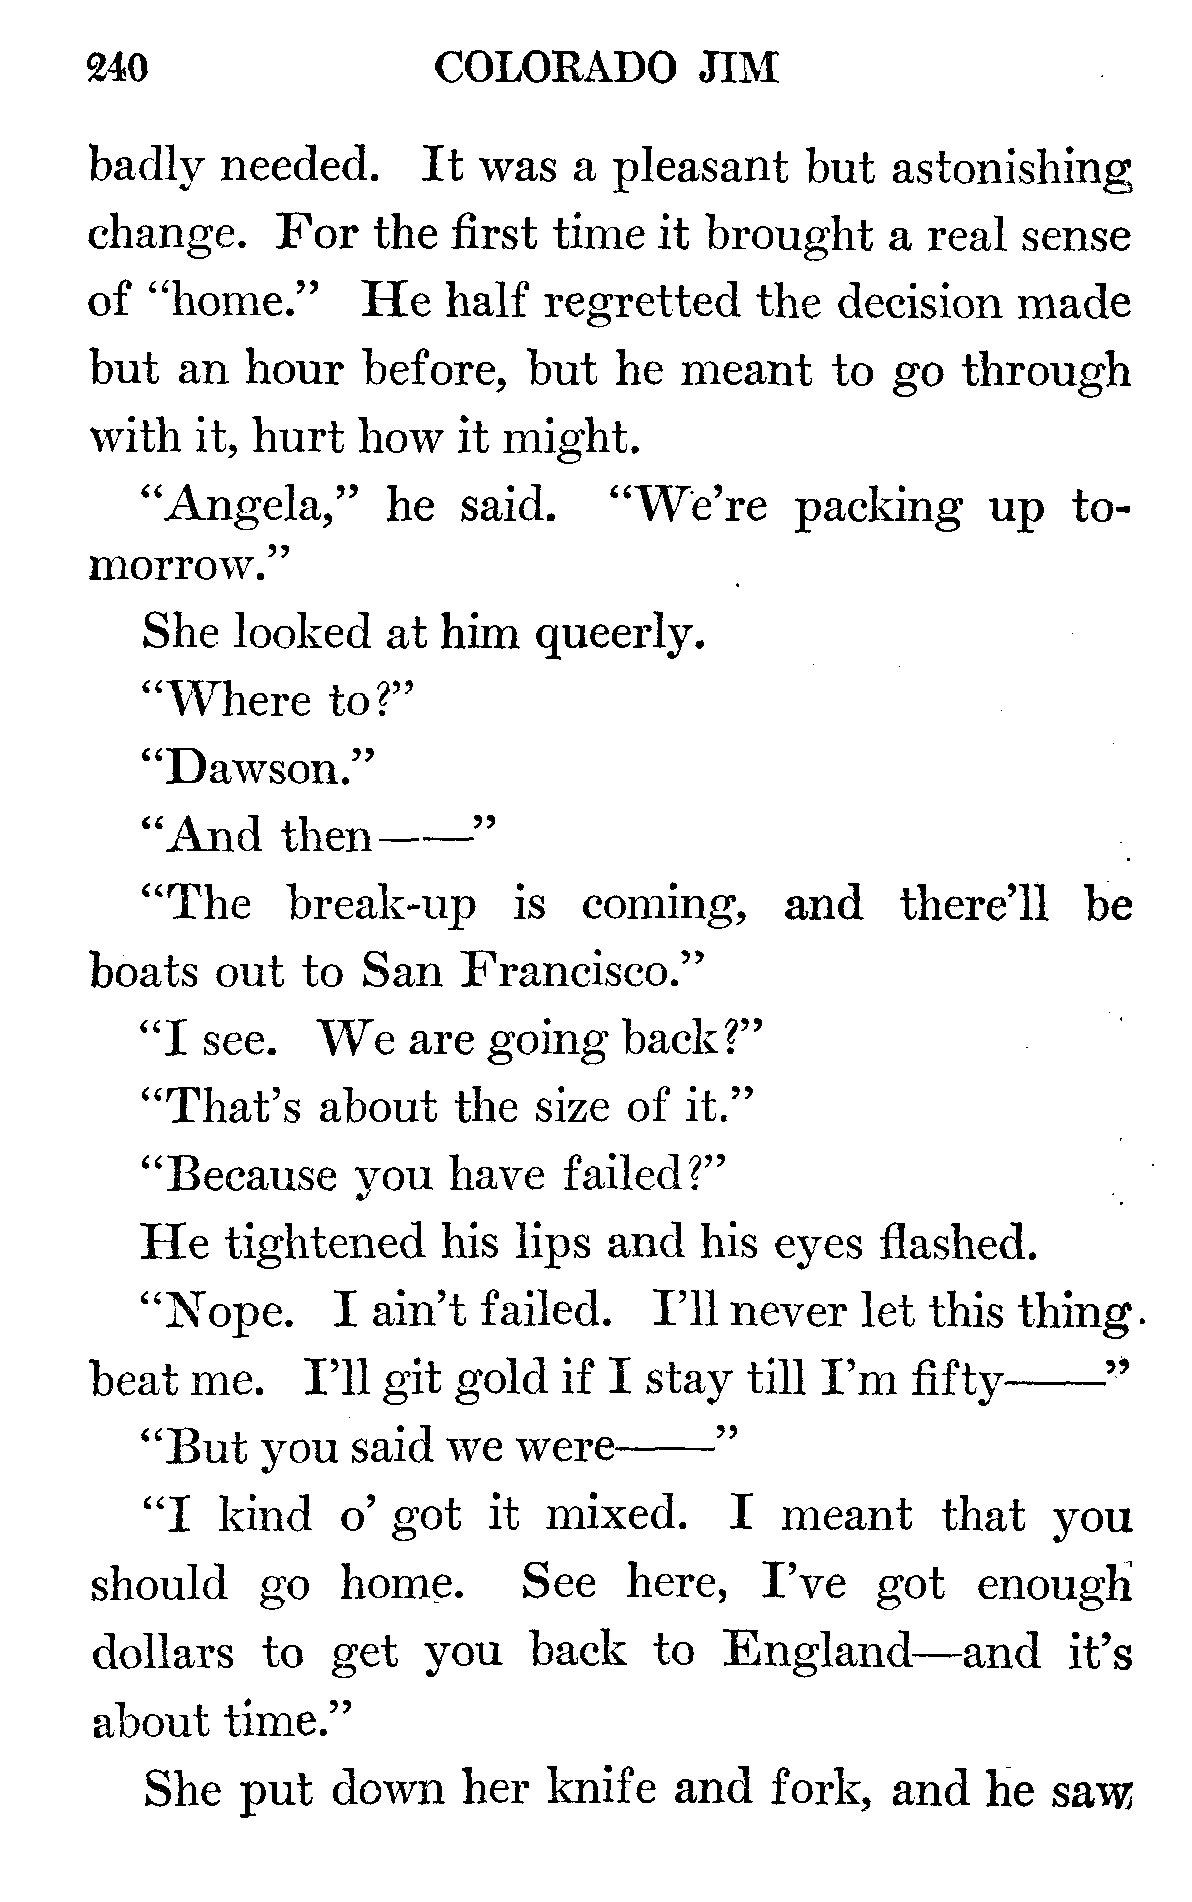 240 COLORADO JIM
badly needed. It was a pleasant but astonishing
change. For the first time it brought a real sense
of “home.” He half regretted the decision made
but an hour before, but he meant to go through
with it, hurt how it might.
“Angela,” he said. “We’re packing up to-
morrow.”
She looked at him queerly.
“Where to?”
“Dawson.”
“And then——”
“The break-up is coming, and there’ll be
boats out to San Francisco.”
“I see. We are going back?”
“That’s about the size of it.”
“Because you have failed?”
He tightened his lips and his eyes flashed.
“Nope. I ain’t failed. I’ll never let this thing
beat me. I’ll git gold if I stay till I’m fifty——”
“But you said we were——”
“I kind o’ got it mixed. I meant that you
should go home. See here, I’ve got enough
dollars to get you back to England—and it’s
about time.”
She put down her knife and fork, and he saw